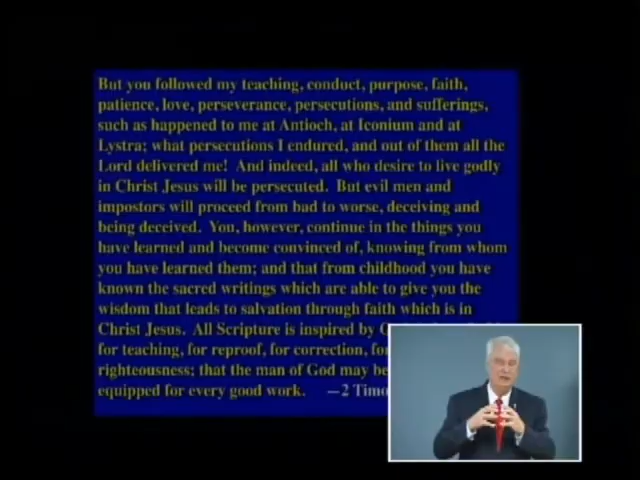 But you followed my teaching, conduct, purpose, faith,
patience, love, perseverance, persecutions, and sufferings,
such as happened to me at Antioch, at Iconium and at
Lystra; what persecutions I endured, and out of them all the
Lord delivered me!  And indeed, all who desire to live godly
in Christ Jesus will be persecuted.  But evil men and
impostors will proceed from bad to worse, deceiving and
being deceived.  You, however, continue in the things you
have learned and become convinced of, knowing from whom
you have learned them; and that from childhood you have
known the sacred writings which are able to give you the
wisdom that leads to salvation through faith which is in
Christ Jesus.  All Scripture is inspired by
for teaching, for reproof, for correction,
righteousness; that the man of God may be
equipped for every good work.   —2